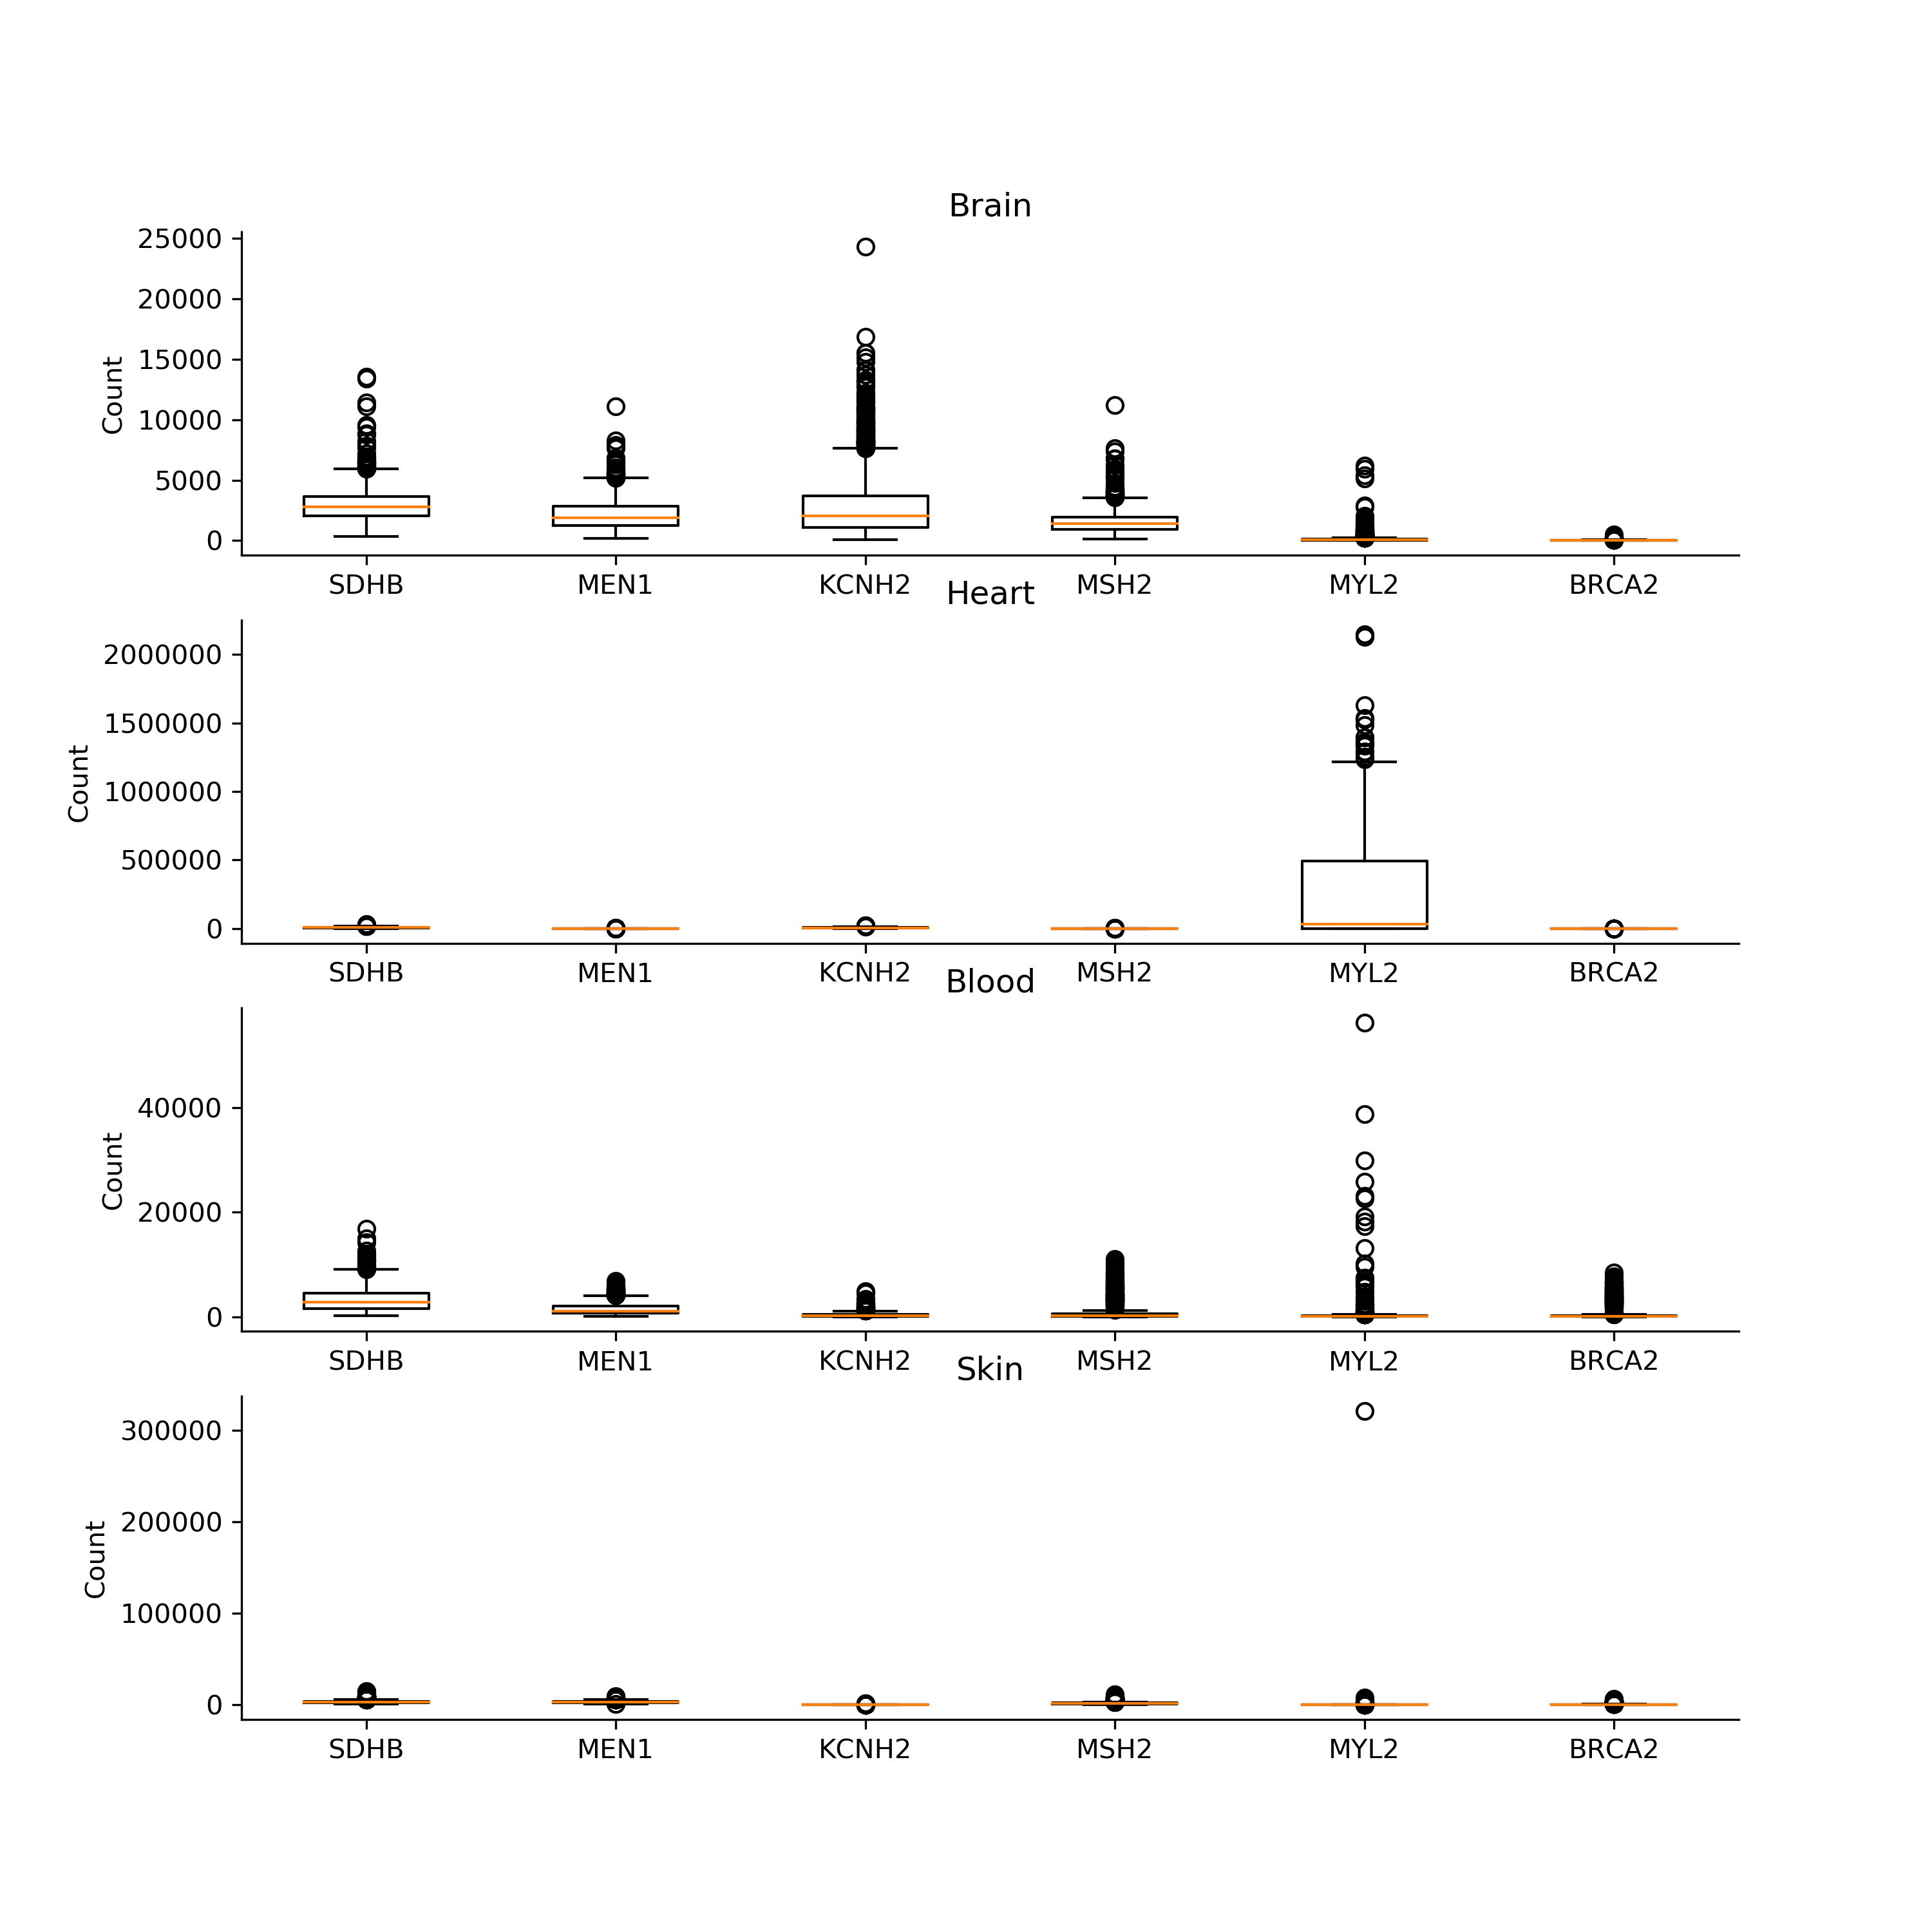 Brain
25000
20000
15000
10000
5000
0
Count
SDHB MEN1 KCNH2 MSH2 MYL2 BRCA2
Heart
2000000
1500000
1000000
500000
0
Count
SDHB MEN1 KCNH2 MSH2 MYL2 BRCA2
Blood
40000
20000
0
Count
SDHB MEN1 KCNH2 MSH2 MYL2 BRCA2
Skin
300000
200000
100000
0
Count
SDHB MEN1 KCNH2 MSH2 MYL2 BRCA2